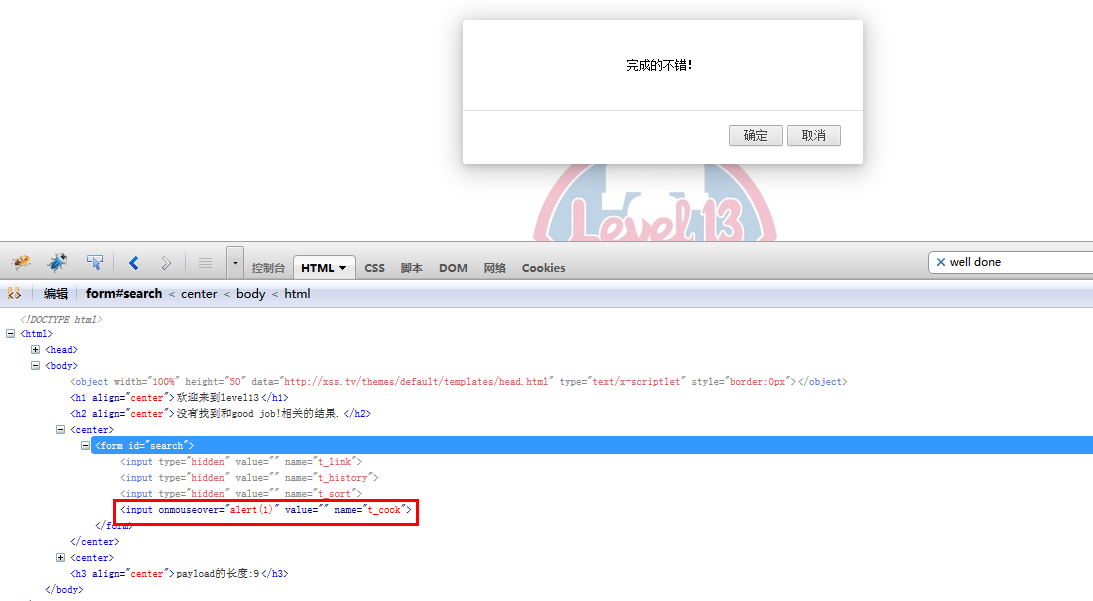 完成的不错!
确定 取消
Level 13
控制台 HTML CSS 脚本 DOM 网络 Cookies well done
编辑 form#search < center < body < html
<!DOCTYPE html>
<html>
<head>
<body>
<object width="100%" height="50" data="http://xss.tv/themes/default/templates/head.html" type="text/x-scriptlet" style="border:0px"></object>
<h1 align="center">欢迎来到level13</h1>
<h2 align="center">没有找到和good job!相关的结果.</h2>
<center>
<form id="search">
<input type="hidden" value="" name="t_link">
<input type="hidden" value="" name="t_history">
<input type="hidden" value="" name="t_sort">
<input onmouseover="alert(1)" value="" name="t_cook">
</form>
</center>
<center>
<h3 align="center">payload的长度:9</h3>
</body>